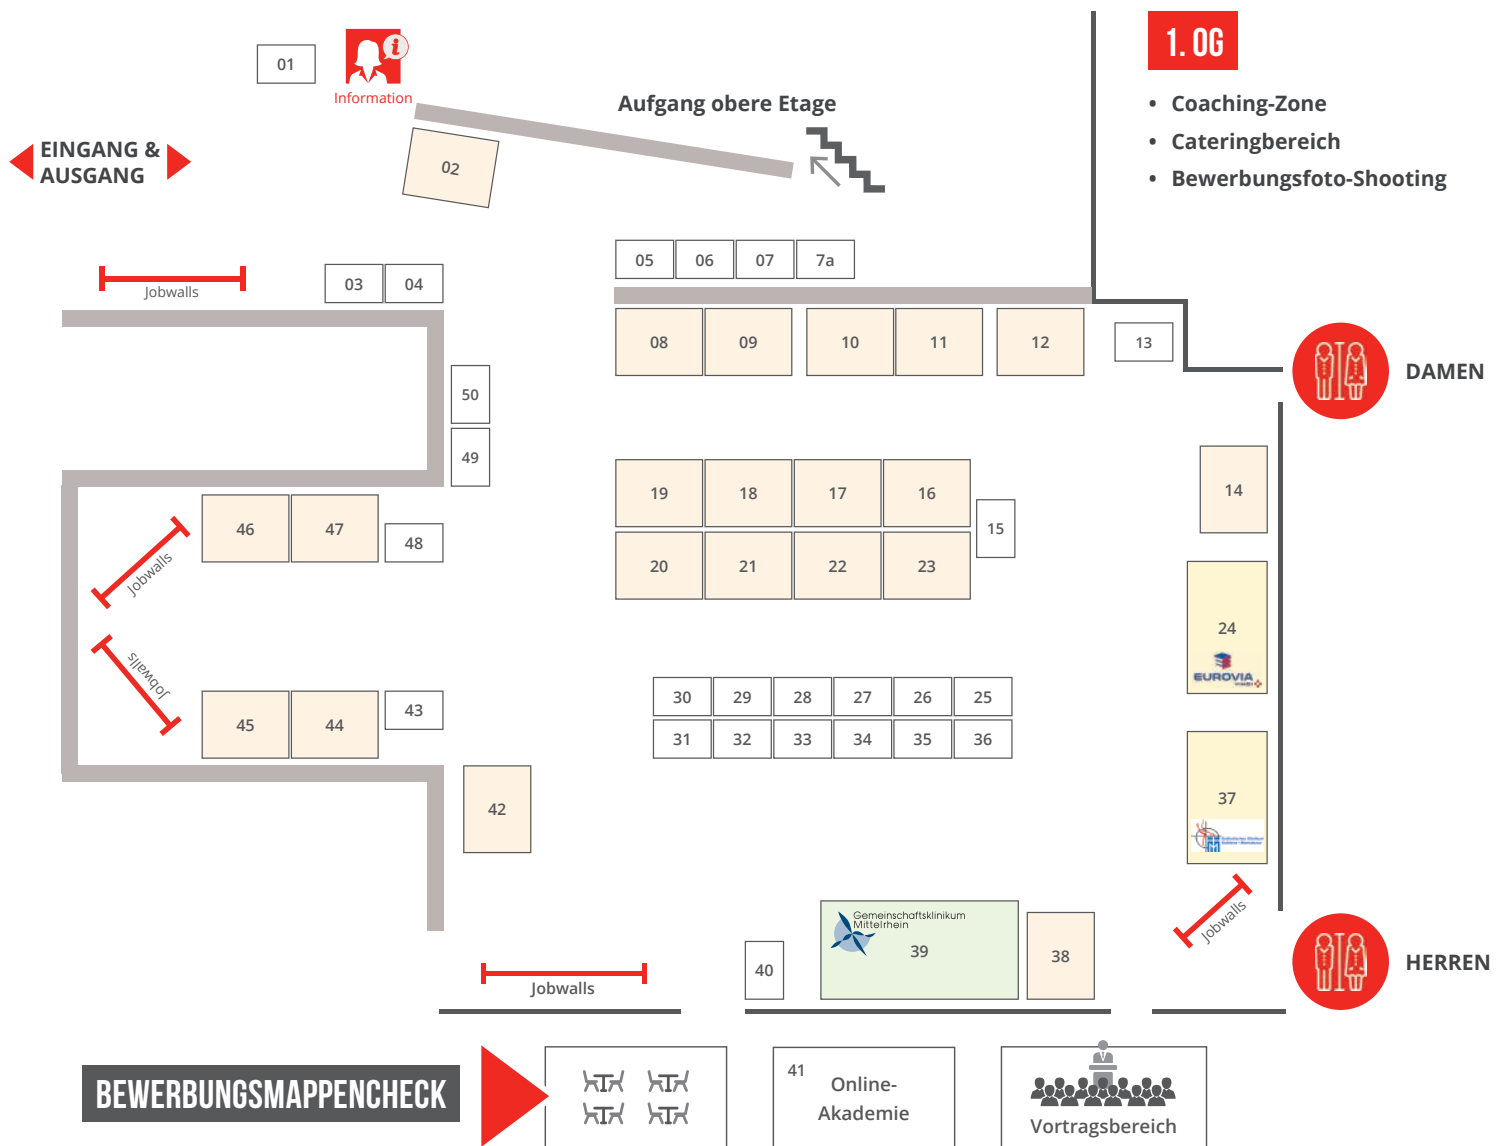 01
Information
Aufgang obere Etage
1. OG
• Coaching-Zone
• Cateringbereich
• Bewerbungsfoto-Shooting
EINGANG &
AUSGANG
02
05 06 07 7a
03 04
Jobwalls
08 09 10 11 12 13
DAMEN
50
49
19 18 17 16
14
15
46 47 48
Jobwalls
20 21 22 23
24
EUROVIA
VINCI
Jobwalls
45 44 43
30 29 28 27 26 25
31 32 33 34 35 36
42
37
Jobwalls
Gemeinschaftsklinikum
Mittelrhein
39
38
40
HERREN
Jobwalls
BEWERBUNGSMAPPENCHECK
41
Online-
Akademie
Vortragsbereich